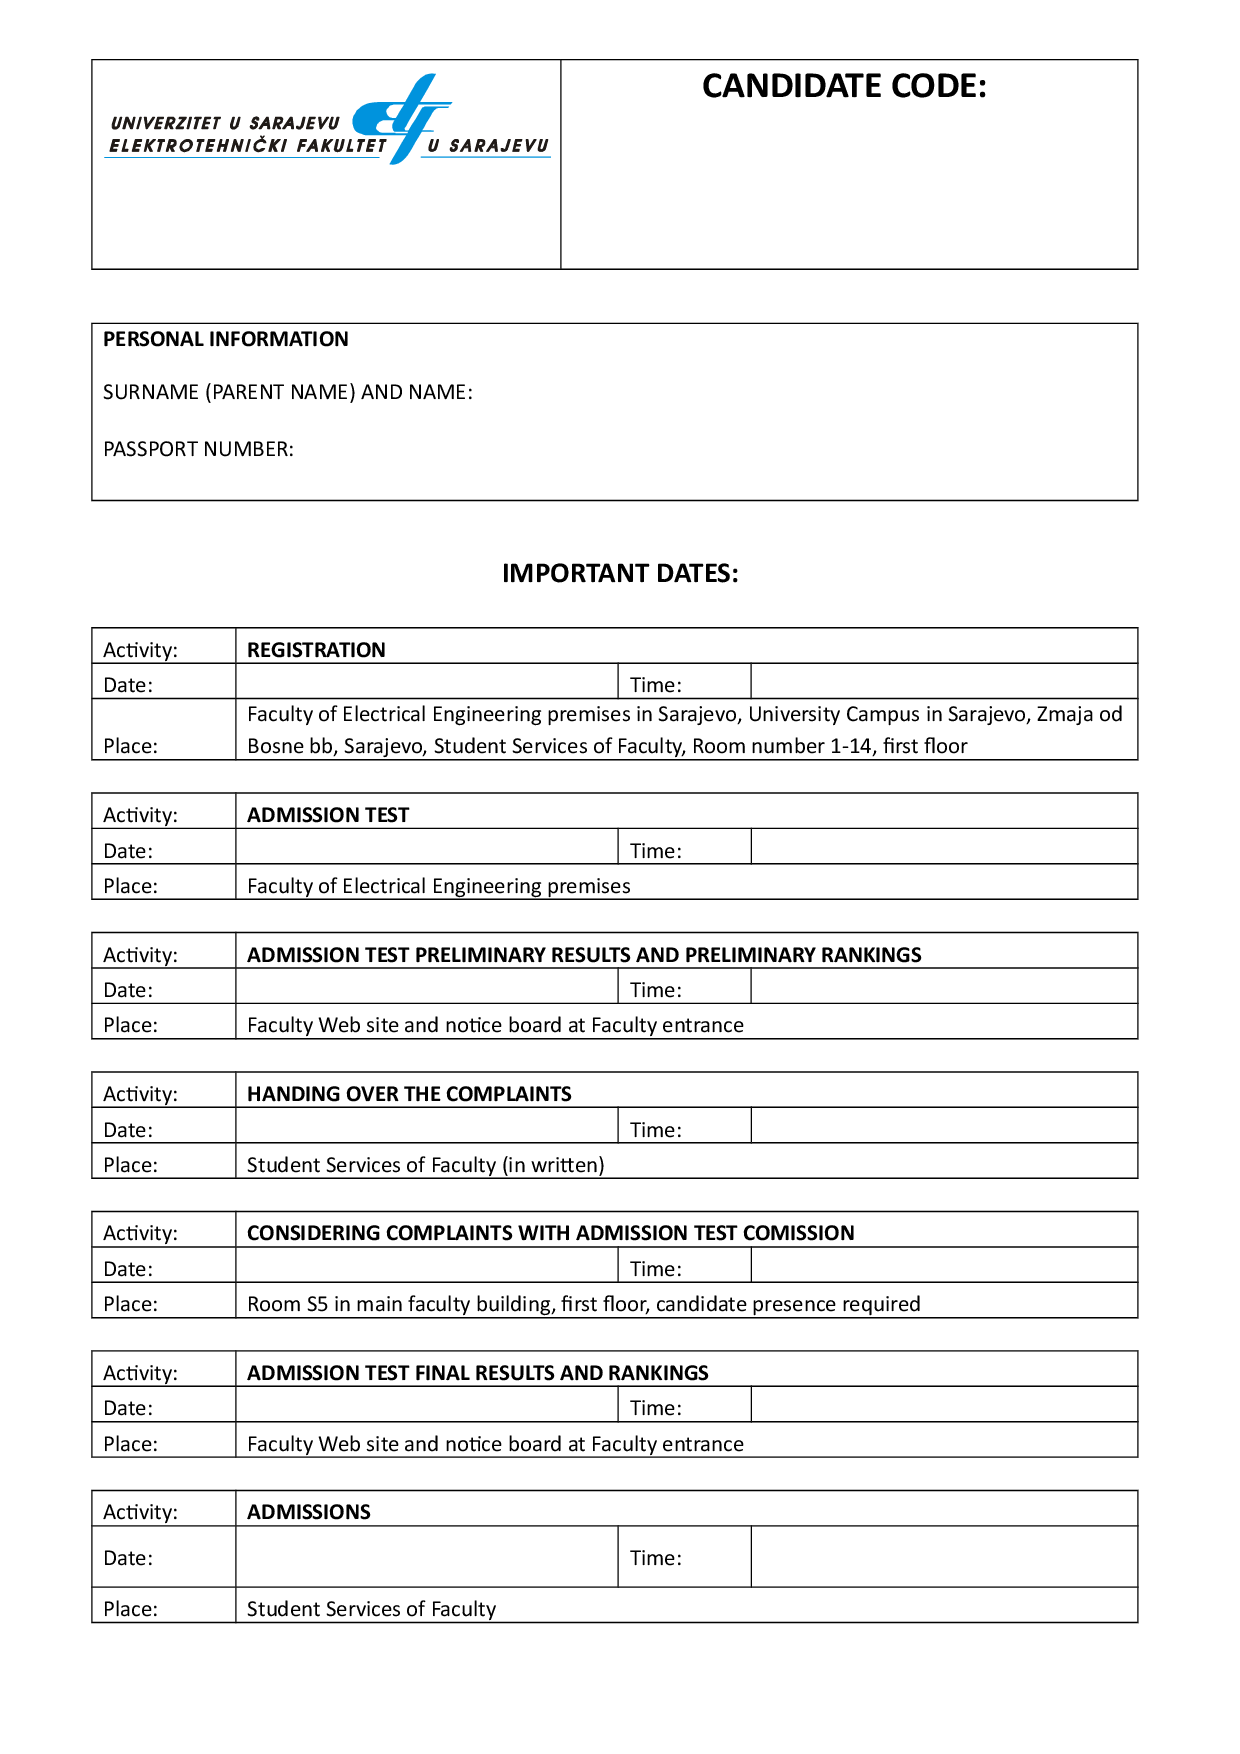 UNIVERZITET U SARAJEVU
ELEKTROTEHNIČKI FAKULTET U SARAJEVU
etf
CANDIDATE CODE:
PERSONAL INFORMATION
SURNAME (PARENT NAME) AND NAME:
PASSPORT NUMBER:
IMPORTANT DATES:
Activity: REGISTRATION
Date: Time:
Place: Faculty of Electrical Engineering premises in Sarajevo, University Campus in Sarajevo, Zmaja od
Bosne bb, Sarajevo, Student Services of Faculty, Room number 1-14, first floor
Activity: ADMISSION TEST
Date: Time:
Place: Faculty of Electrical Engineering premises
Activity: ADMISSION TEST PRELIMINARY RESULTS AND PRELIMINARY RANKINGS
Date: Time:
Place: Faculty Web site and notice board at Faculty entrance
Activity: HANDING OVER THE COMPLAINTS
Date: Time:
Place: Student Services of Faculty (in written)
Activity: CONSIDERING COMPLAINTS WITH ADMISSION TEST COMISSION
Date: Time:
Place: Room S5 in main faculty building, first floor, candidate presence required
Activity: ADMISSION TEST FINAL RESULTS AND RANKINGS
Date: Time:
Place: Faculty Web site and notice board at Faculty entrance
Activity: ADMISSIONS
Date: Time:
Place: Student Services of Faculty